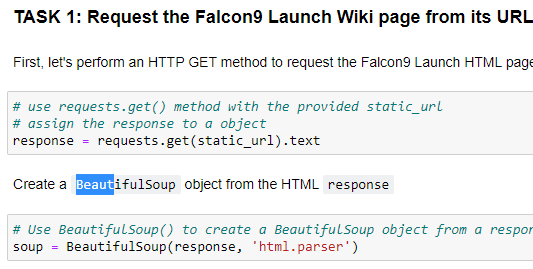 TASK 1: Request the Falcon9 Launch Wiki page from its URL
First, let's perform an HTTP GET method to request the Falcon9 Launch HTML page
# use requests.get() method with the provided static_url
# assign the response to a object
response = requests.get(static_url).text
Create a BeautifulSoup object from the HTML response
# Use BeautifulSoup() to create a BeautifulSoup object from a
soup = BeautifulSoup(response, 'html.parser')